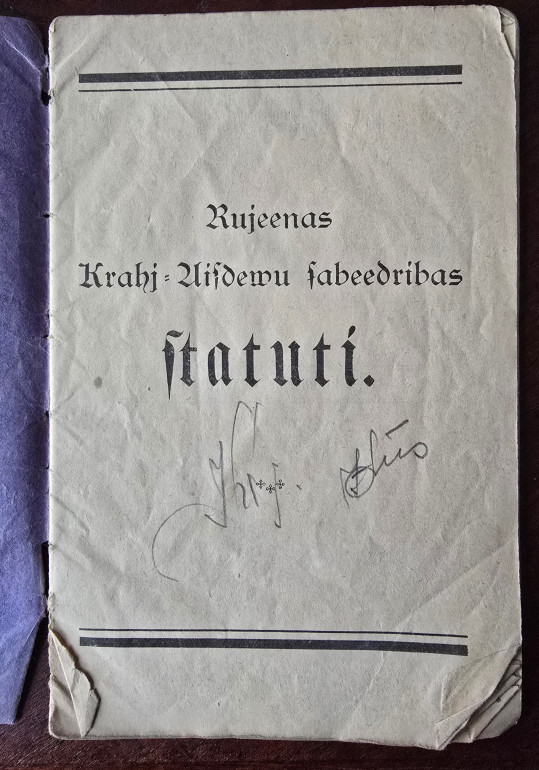 Rujeenas
Krahj-Aisdewu ſabeedribas
ſtatuti.